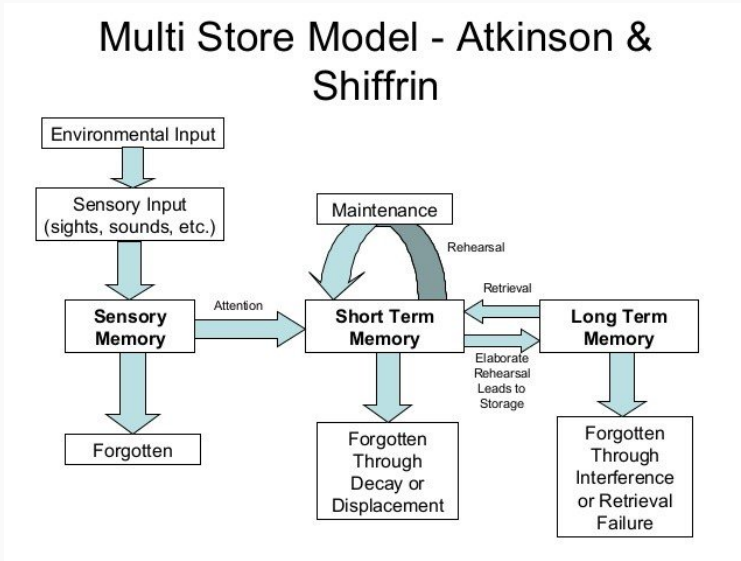 Multi Store Model - Atkinson &
Shiffrin
Environmental Input
Sensory Input
(sights, sounds, etc.)
Maintenance
Rehearsal
Sensory
Memory
Attention
Short Term
Memory
Retrieval
Elaborate
Rehearsal
Leads to
Storage
Long Term
Memory
Forgotten
Forgotten
Through
Decay or
Displacement
Forgotten
Through
Interference
or Retrieval
Failure